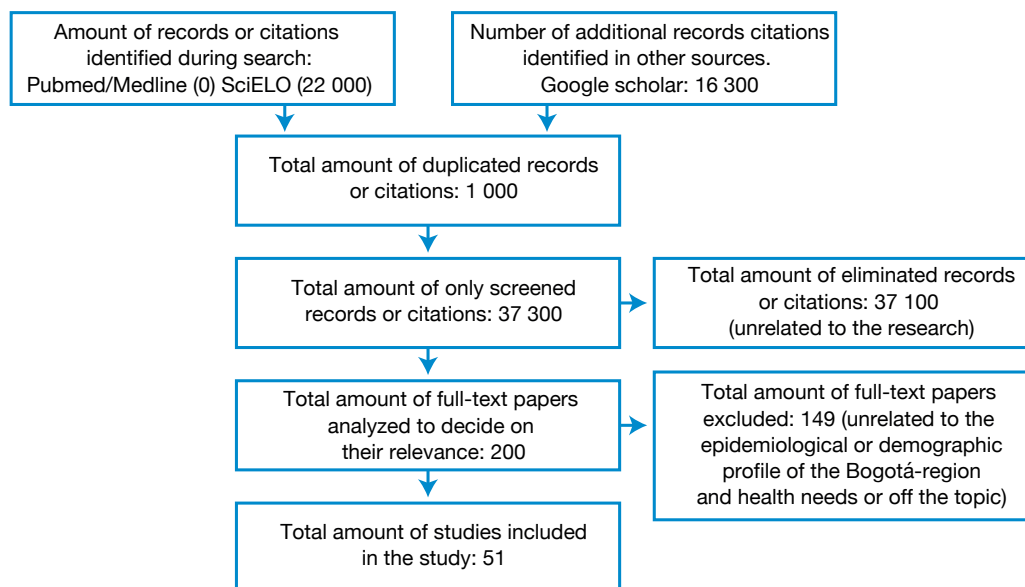 Amount of records or citations
identified during search:
Pubmed/Medline (0) SciELO (22 000)
Number of additional records citations
identified in other sources.
Google scholar: 16 300
Total amount of duplicated records
or citations: 1 000
Total amount of only screened
records or citations: 37 300
Total amount of eliminated records
or citations: 37 100
(unrelated to the research)
Total amount of full-text papers
analyzed to decide on
their relevance: 200
Total amount of full-text papers
excluded: 149 (unrelated to the
epidemiological or demographic
profile of the Bogotá-region
and health needs or off the topic)
Total amount of studies included
in the study: 51